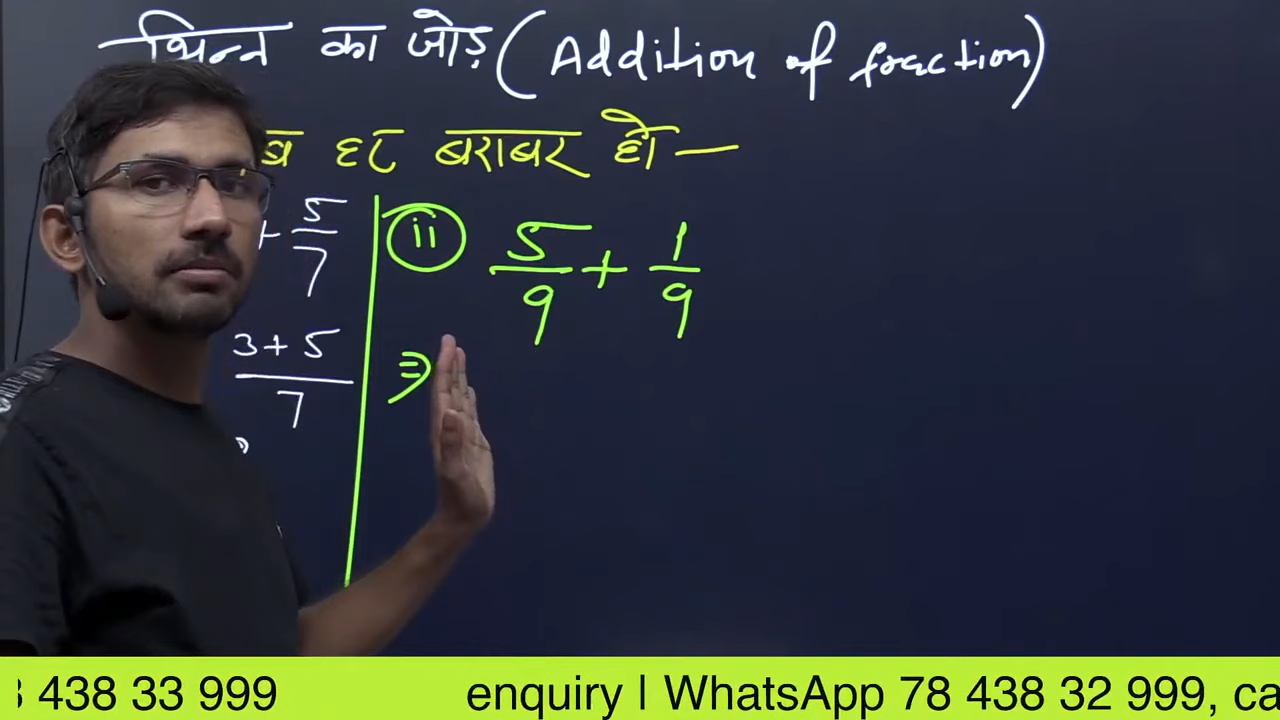 भिन्न का जोड़ (Addition of fraction)
हर बराबर हो —
+ 5/7
(ii) 5/9 + 1/9
3 + 5
7
⇒
438 33 999 enquiry | WhatsApp 78 438 32 999, ca